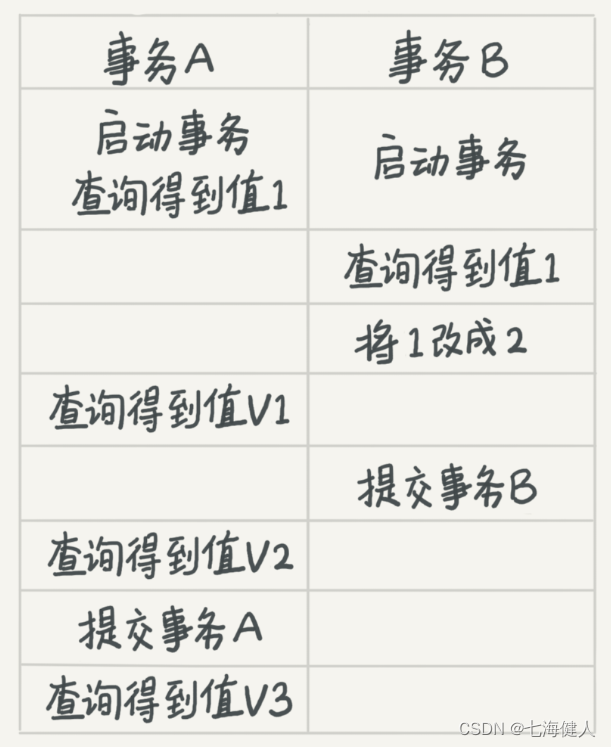 事务A
事务B
启动事务
查询得到值1
启动事务
查询得到值1
将1改成2
查询得到值V1
提交事务B
查询得到值V2
提交事务A
查询得到值V3
CSDN @七海健人